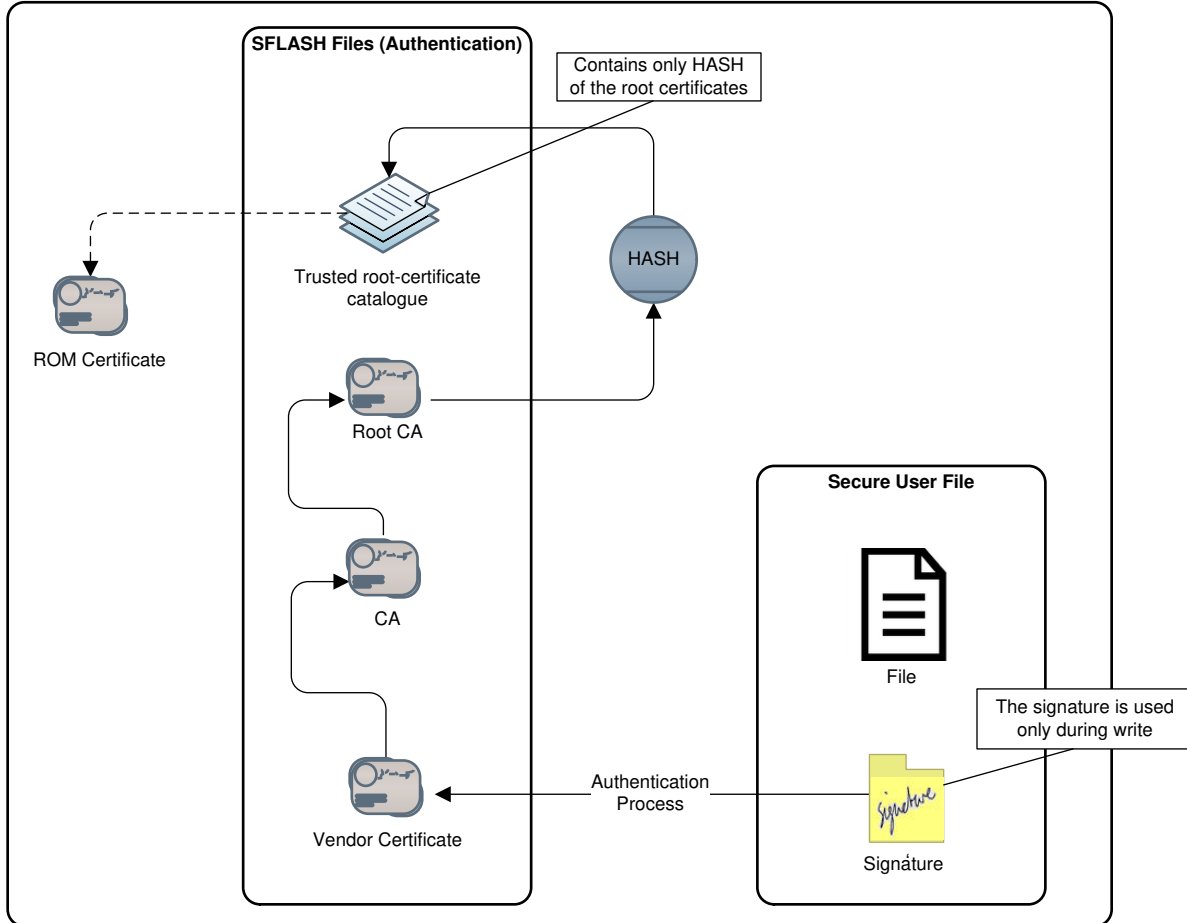 SFLASH Files (Authentication)
Contains only HASH
of the root certificates
HASH
Trusted root-certificate
catalogue
ROM Certificate
Root CA
Secure User File
CA
File
The signature is used
only during write
Authentication
Process
signature
Vendor Certificate
Signature